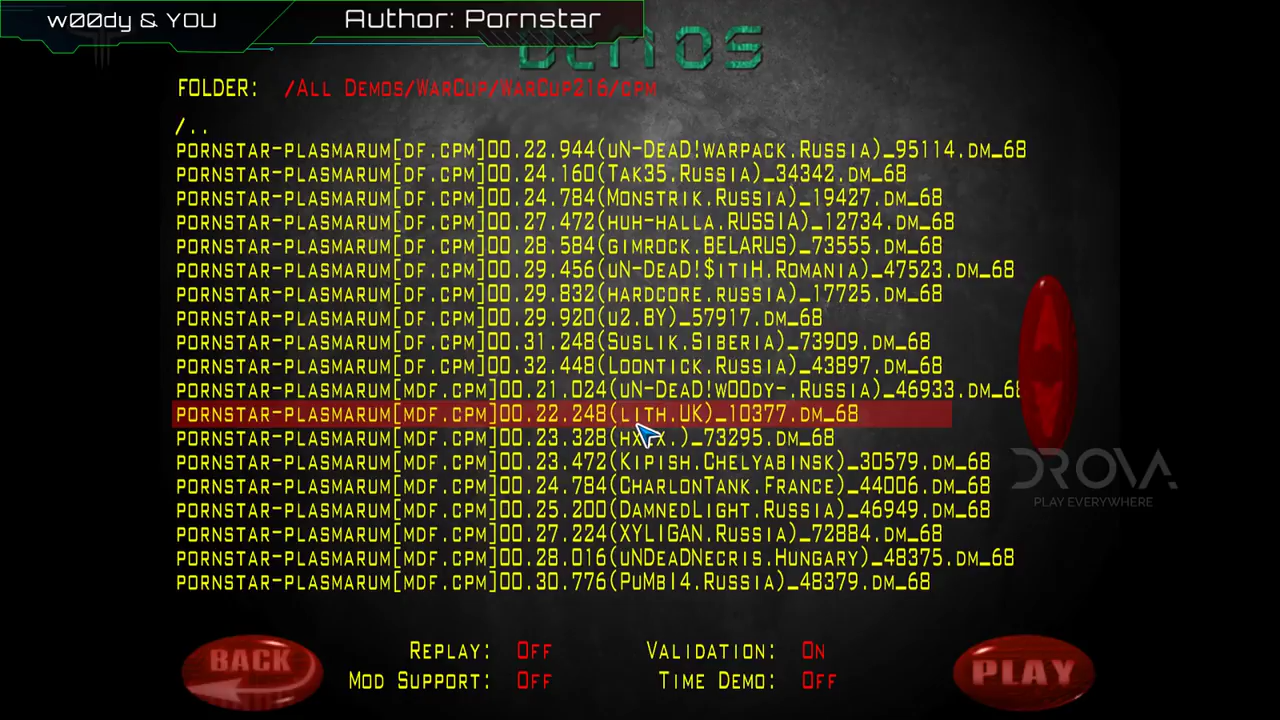 w00dy & YOU
Author: Pornstar
DEMOS
FOLDER: /ALL DEMOS/WARCUP/WARCUP216/CPM
/..
PORNSTAR-PLASMARUM[DF.CPM]00.22.944(UN-DEAD!WARPACK.RUSSIA)_95114.DM_68
PORNSTAR-PLASMARUM[DF.CPM]00.24.160(TAK35.RUSSIA)_34342.DM_68
PORNSTAR-PLASMARUM[DF.CPM]00.24.784(MONSTRIK.RUSSIA)_19427.DM_68
PORNSTAR-PLASMARUM[DF.CPM]00.27.472(HUH-HALLA.RUSSIA)_12734.DM_68
PORNSTAR-PLASMARUM[DF.CPM]00.28.584(GIMROCK.BELARUS)_73555.DM_68
PORNSTAR-PLASMARUM[DF.CPM]00.29.456(UN-DEAD!$ITIH.ROMANIA)_47523.DM_68
PORNSTAR-PLASMARUM[DF.CPM]00.29.832(HARDCORE.RUSSIA)_17725.DM_68
PORNSTAR-PLASMARUM[DF.CPM]00.29.920(U2.BY)_57917.DM_68
PORNSTAR-PLASMARUM[DF.CPM]00.31.248(SUSLIK.SIBERIA)_73909.DM_68
PORNSTAR-PLASMARUM[DF.CPM]00.32.448(LOONTICK.RUSSIA)_43897.DM_68
PORNSTAR-PLASMARUM[MDF.CPM]00.21.024(UN-DEAD!W00DY-.RUSSIA)_46933.DM_68
PORNSTAR-PLASMARUM[MDF.CPM]00.22.248(LITH.UK)_10377.DM_68
PORNSTAR-PLASMARUM[MDF.CPM]00.23.328(HXXX.)_73295.DM_68
PORNSTAR-PLASMARUM[MDF.CPM]00.23.472(KIPISH.CHELYABINSK)_30579.DM_68
PORNSTAR-PLASMARUM[MDF.CPM]00.24.784(CHARLONTANK.FRANCE)_44006.DM_68
PORNSTAR-PLASMARUM[MDF.CPM]00.25.200(DAMNEDLIGHT.RUSSIA)_46949.DM_68
PORNSTAR-PLASMARUM[MDF.CPM]00.27.224(XYLIGAN.RUSSIA)_72884.DM_68
PORNSTAR-PLASMARUM[MDF.CPM]00.28.016(UNDEADNECRIS.HUNGARY)_48375.DM_68
PORNSTAR-PLASMARUM[MDF.CPM]00.30.776(PUMBI4.RUSSIA)_48379.DM_68
DROVA
PLAY EVERYWHERE
REPLAY: OFF
VALIDATION: ON
MOD SUPPORT: OFF
TIME DEMO: OFF
BACK
PLAY